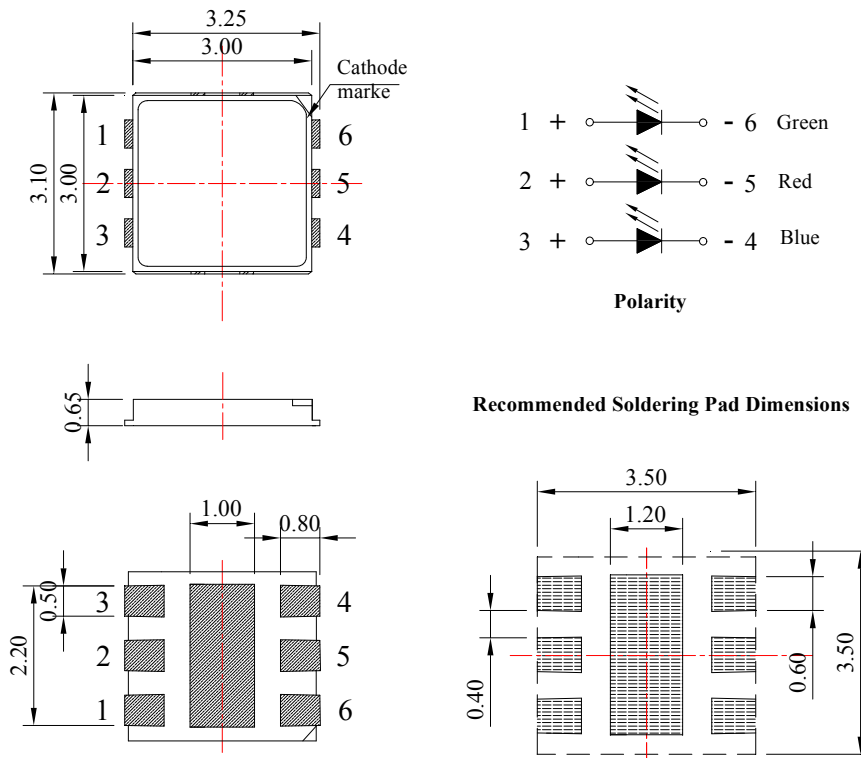 3.25
3.00
Cathode
marke
1 6
2 5
3 4
3.10
3.00
1 + - 6 Green
2 + - 5 Red
3 + - 4 Blue
Polarity
0.65
Recommended Soldering Pad Dimensions
1.00
0.80
0.50
2.20
3 4
2 5
1 6
3.50
1.20
0.40
0.60
3.50